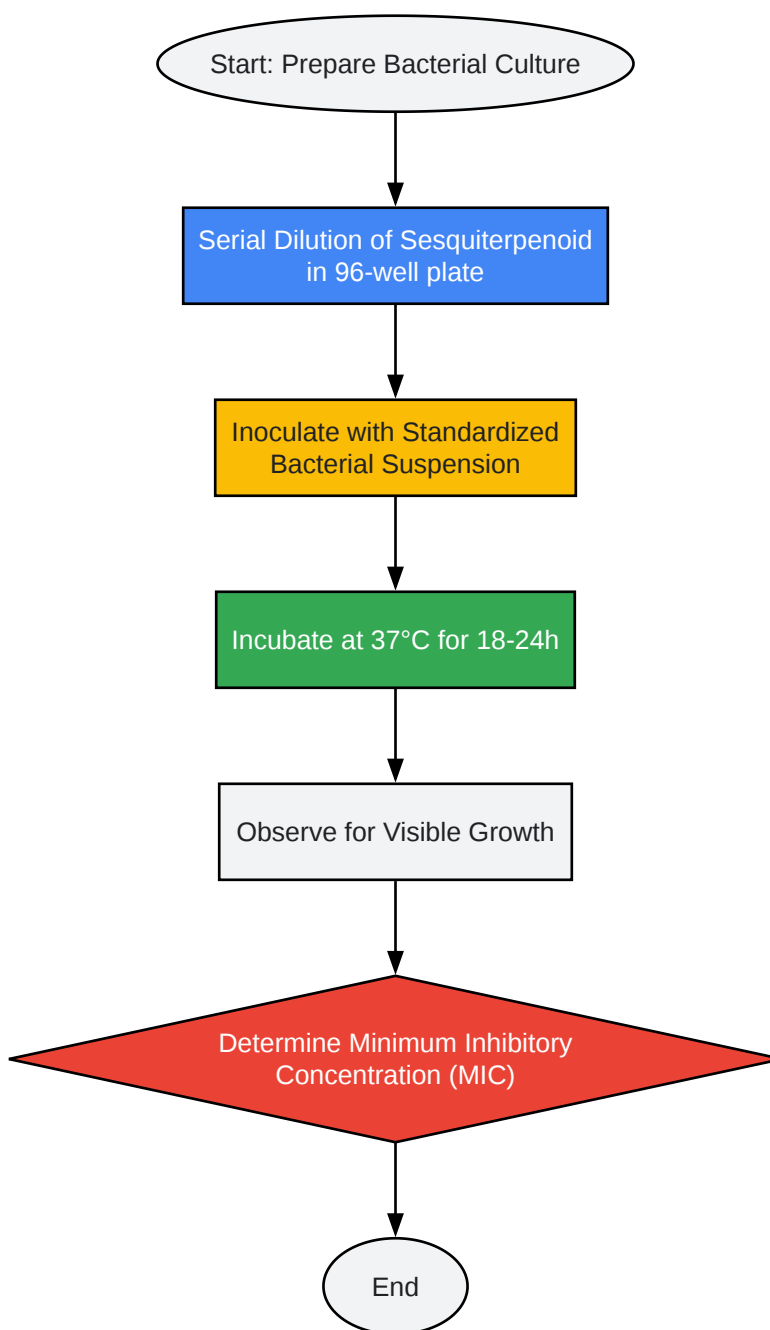 Start: Prepare Bacterial Culture
Serial Dilution of Sesquiterpenoid
in 96-well plate
Inoculate with Standardized
Bacterial Suspension
Incubate at 37°C for 18-24h
Observe for Visible Growth
Determine Minimum Inhibitory
Concentration (MIC)
End